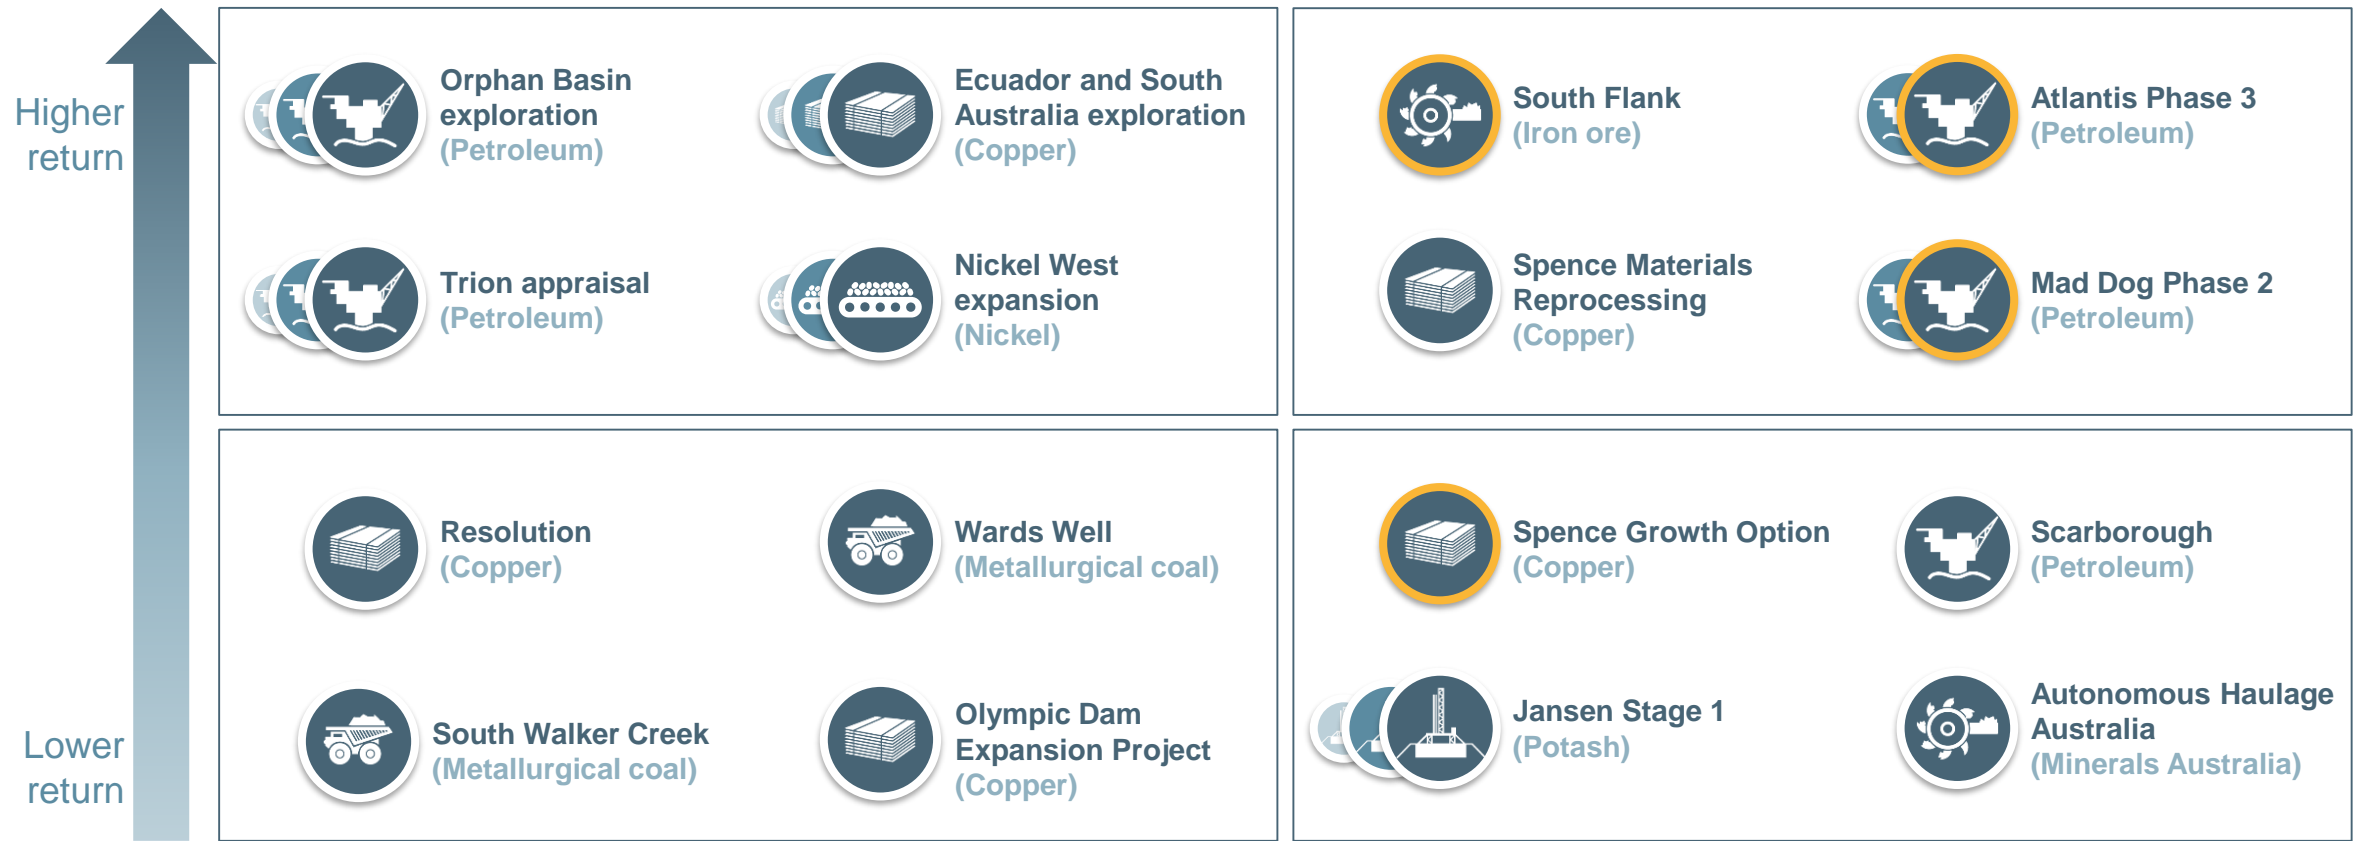 Higher
return
Orphan Basin
exploration
(Petroleum)
Ecuador and South
Australia exploration
(Copper)
Trion appraisal
(Petroleum)
Nickel West
expansion
(Nickel)
South Flank
(Iron ore)
Atlantis Phase 3
(Petroleum)
Spence Materials
Reprocessing
(Copper)
Mad Dog Phase 2
(Petroleum)
Resolution
(Copper)
Wards Well
(Metallurgical coal)
South Walker Creek
(Metallurgical coal)
Olympic Dam
Expansion Project
(Copper)
Spence Growth Option
(Copper)
Scarborough
(Petroleum)
Jansen Stage 1
(Potash)
Autonomous Haulage
Australia
(Minerals Australia)
Lower
return